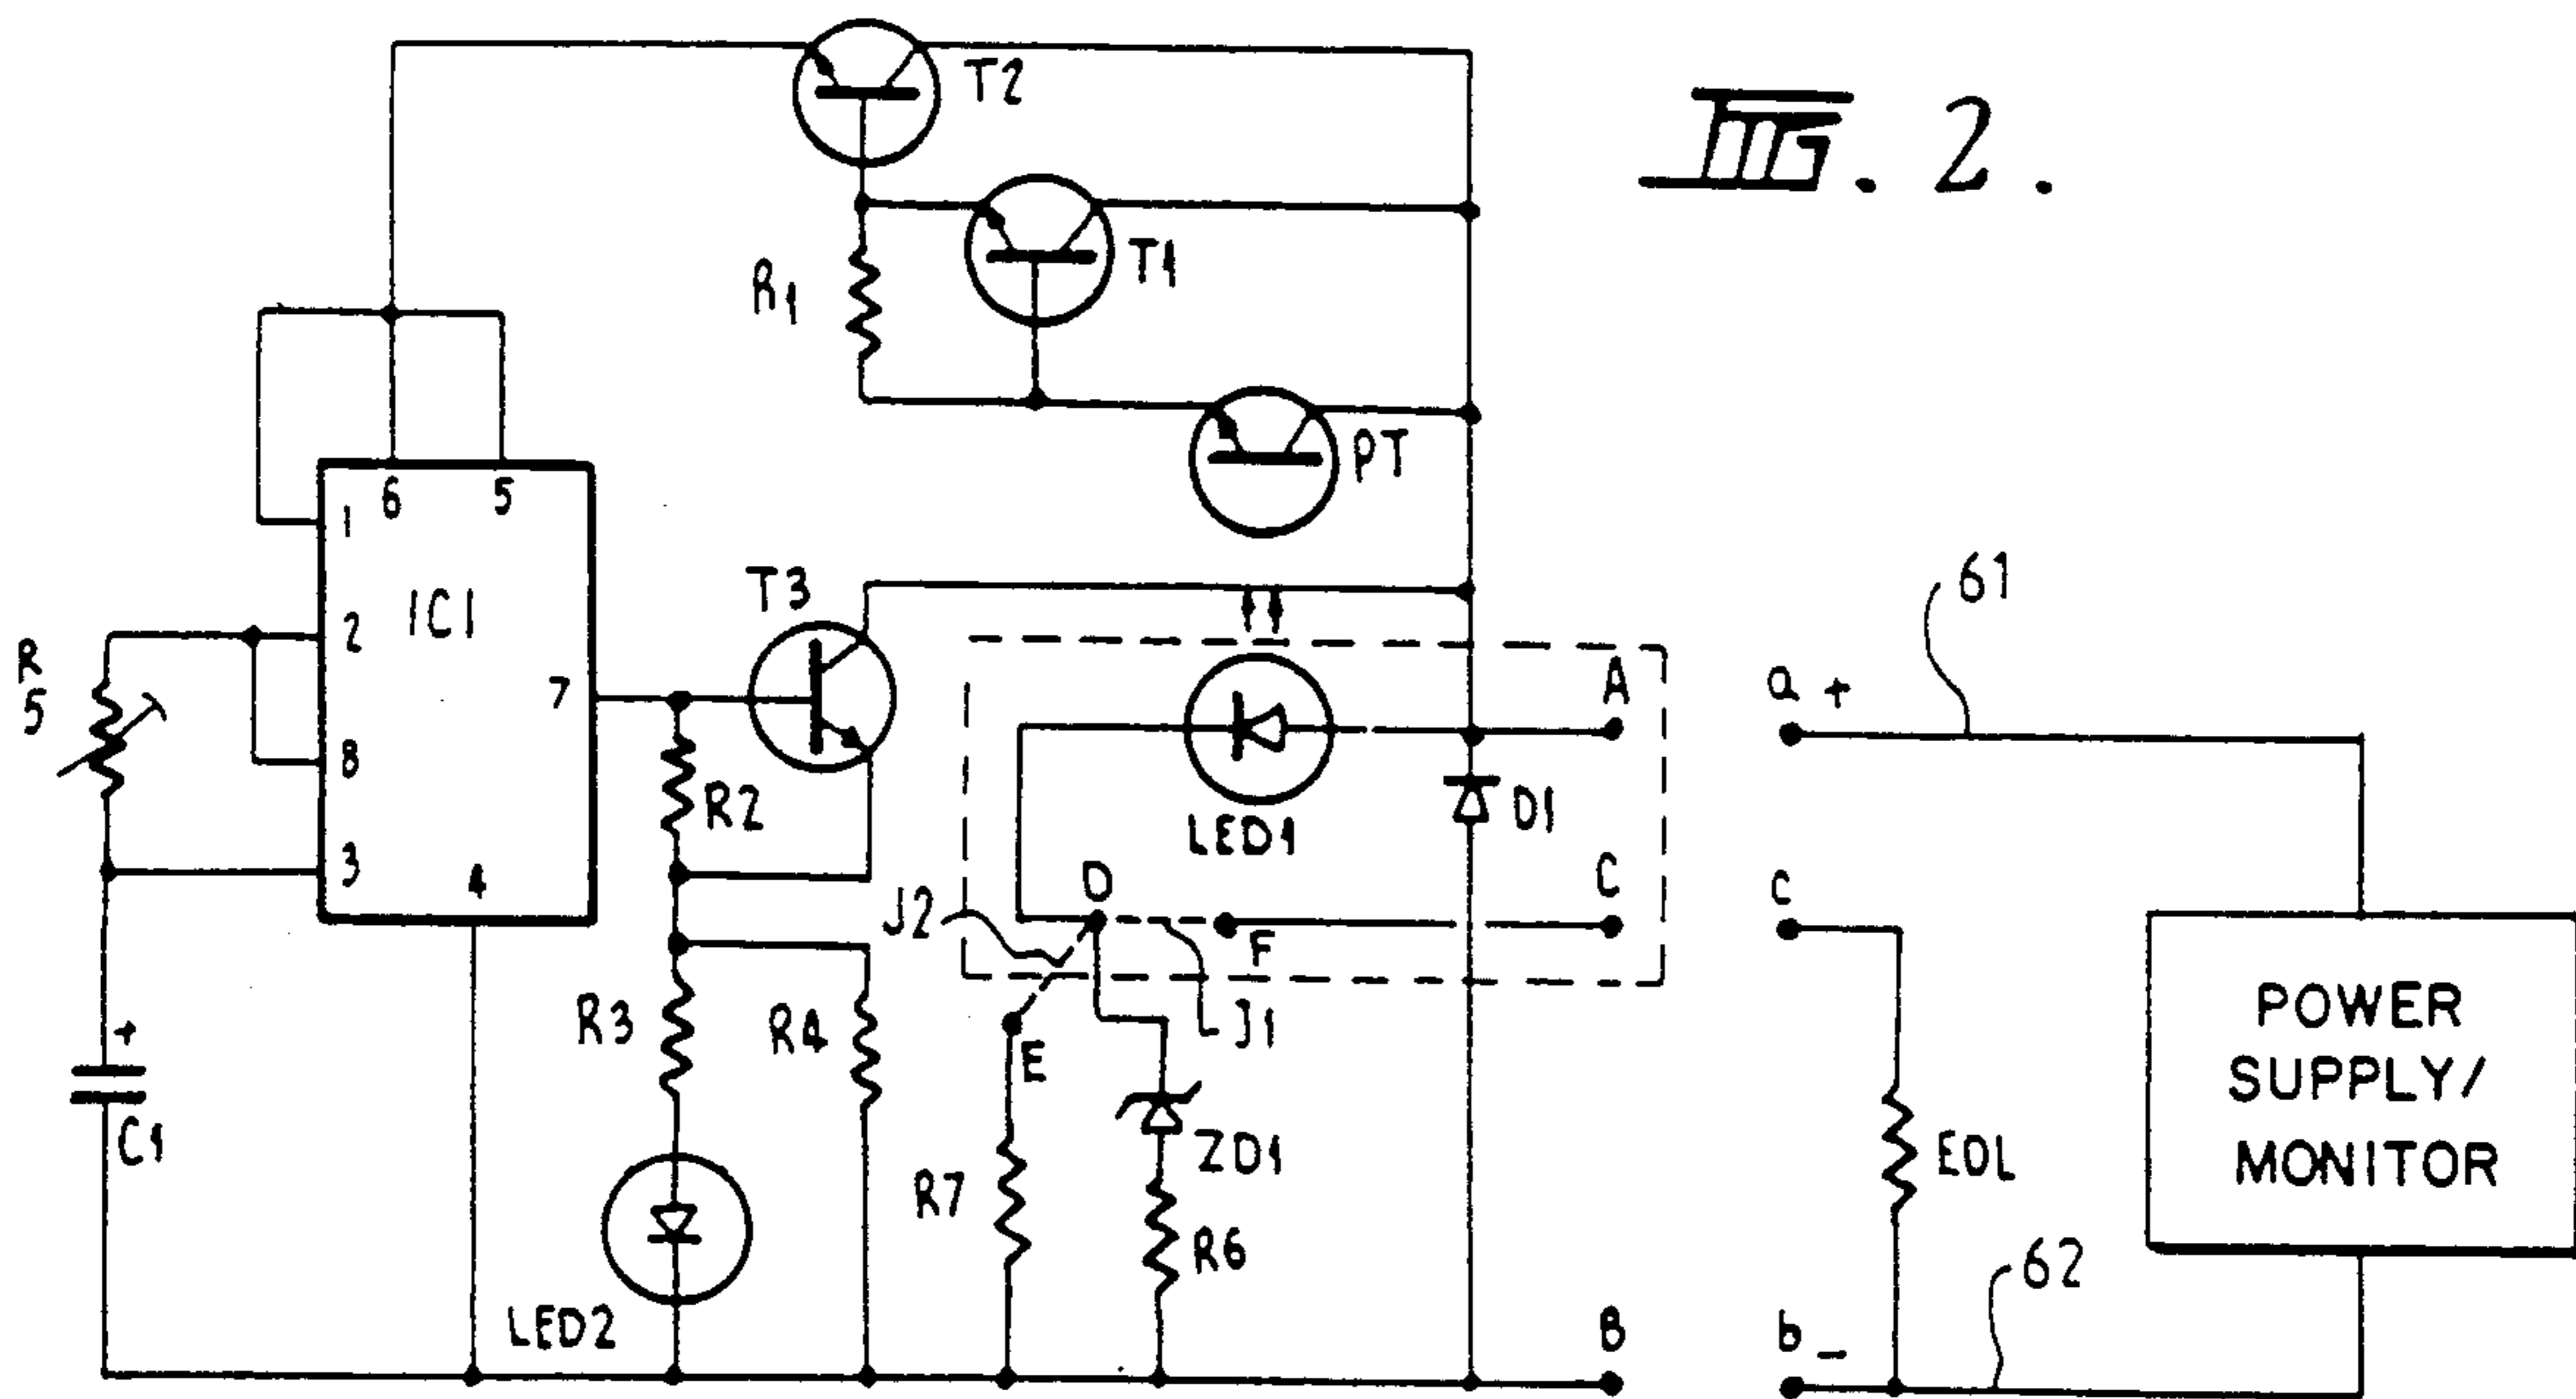 T2
FIG. 2.
T1
R1
PT
6 5
1
IC1
2
7
8
3
4
R
5
T3
61
A
a +
R2
LED1
D1
C
c
J2
D
F
J1
E
R3
R4
+
C1
ZD1
R7
R6
EOL
POWER
SUPPLY/
MONITOR
LED2
B
b -
62